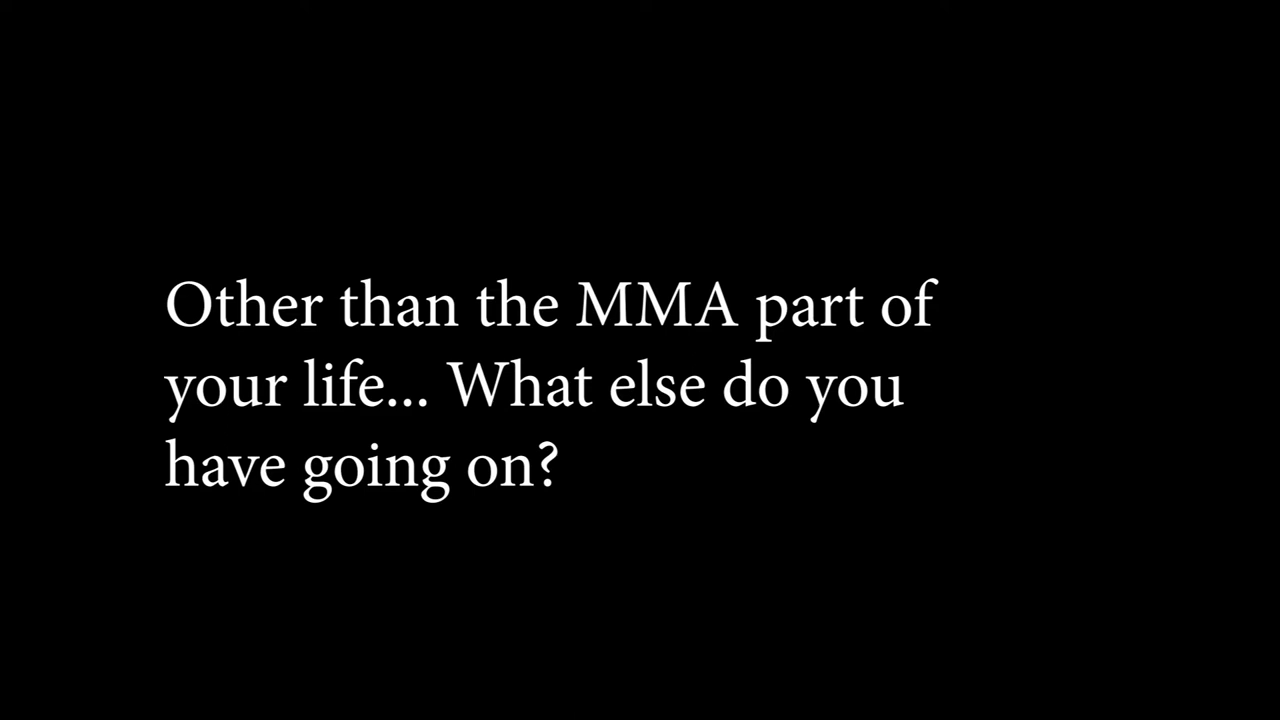 Other than the MMA part of
your life... What else do you
have going on?